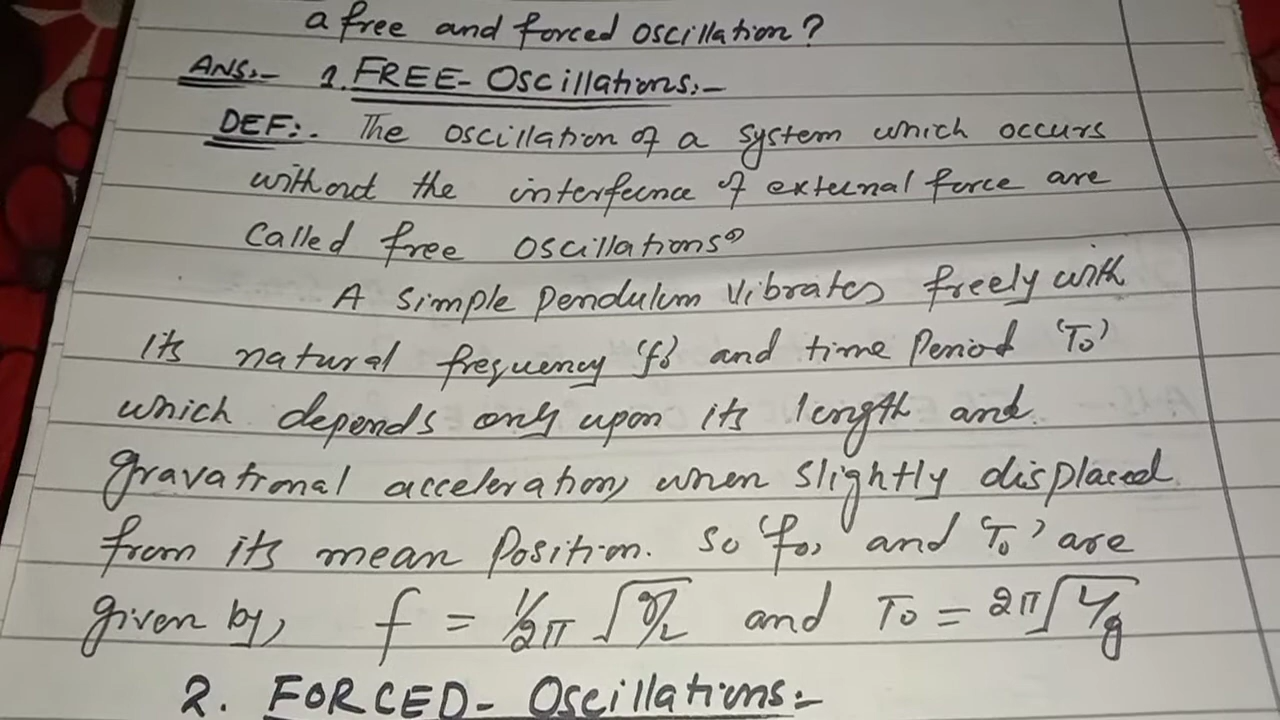 a free and forced oscillation?
ANS:- 1. FREE- Oscillations:-
DEF:. The oscillation of a system which occurs
without the interfecnce of external force are
Called free oscillations.
A simple pendulum vibrates freely with
its natural frequency 'f₀' and time Period 'T₀'
which depends only upon its length and
gravational acceleration, when slightly displaced
from its mean Position. So 'f₀, and 'T₀' are
given by, f = 1/2π √g/L and T₀ = 2π√L/g
2. FORCED- Oscillations:-